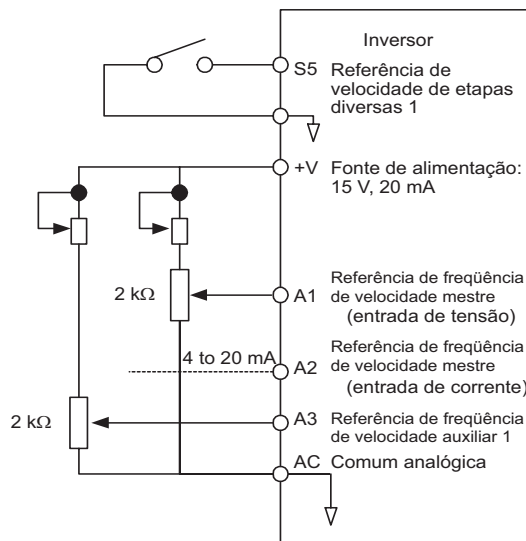 Inversor
S5 Referência de
velocidade de etapas
diversas 1
+V Fonte de alimentação:
15 V, 20 mA
2 kΩ
A1 Referência de freqüência
de velocidade mestre
(entrada de tensão)
4 to 20 mA
A2 Referência de freqüência
de velocidade mestre
(entrada de corrente)
2 kΩ
A3 Referência de freqüência
de velocidade auxiliar 1
AC Comum analógica